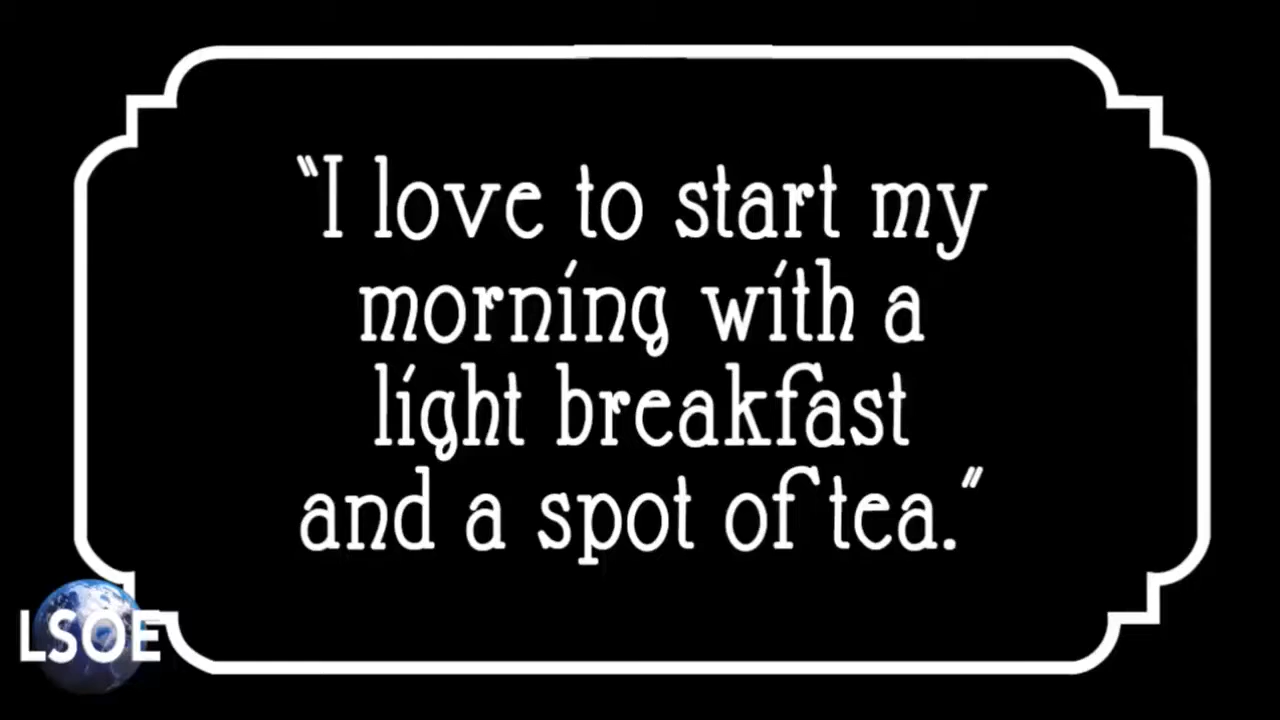 “I love to start my
morning with a
light breakfast
and a spot of tea.”
LSOE